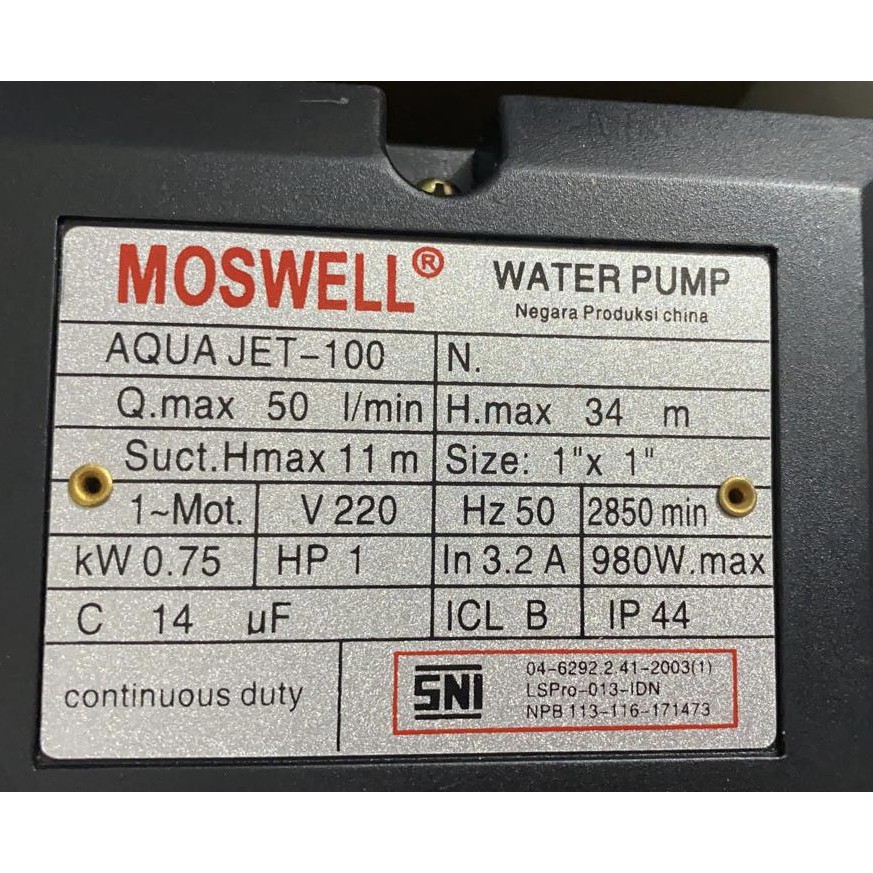 MOSWELL® WATER PUMP
Negara Produksi china
AQUA JET-100 N.
Q.max 50 l/min H.max 34 m
Suct.Hmax 11 m Size: 1"x 1"
1~Mot. V 220 Hz 50 2850 min
kW 0.75 HP 1 In 3.2 A 980W.max
C 14 µF ICL B IP 44
continuous duty
SNI
04-6292.2.41-2003(1)
LSPro-013-IDN
NPB 113-116-171473